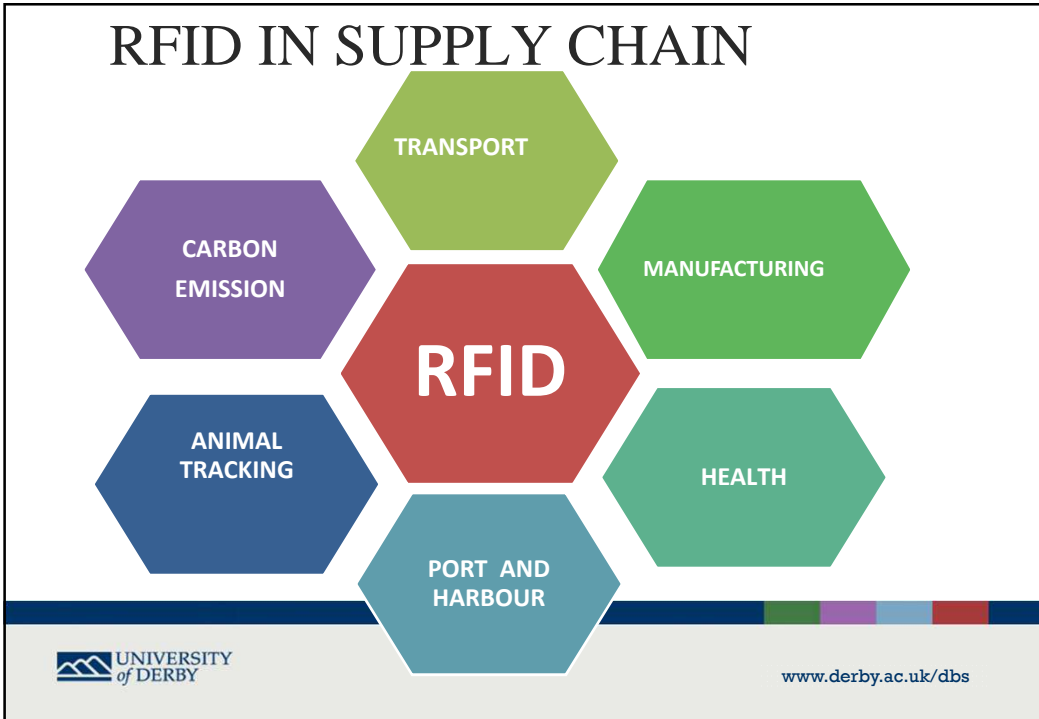 RFID IN SUPPLY CHAIN
TRANSPORT
CARBON
EMISSION
MANUFACTURING
RFID
ANIMAL
TRACKING
HEALTH
PORT AND
HARBOUR
UNIVERSITY
of DERBY
www.derby.ac.uk/dbs